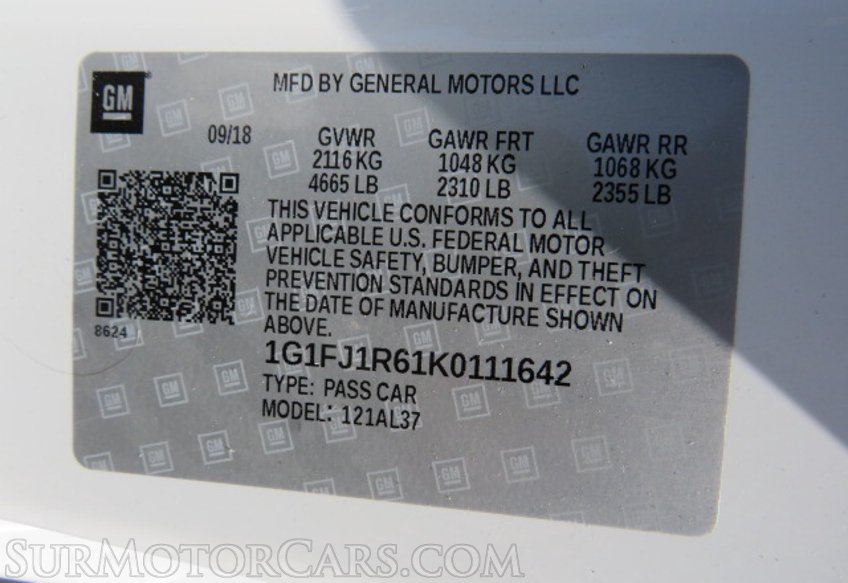 GM
MFD BY GENERAL MOTORS LLC
09/18 GVWR GAWR FRT GAWR RR
2116 KG 1048 KG 1068 KG
4665 LB 2310 LB 2355 LB
THIS VEHICLE CONFORMS TO ALL
APPLICABLE U.S. FEDERAL MOTOR
VEHICLE SAFETY, BUMPER, AND THEFT
PREVENTION STANDARDS IN EFFECT ON
THE DATE OF MANUFACTURE SHOWN
ABOVE.
8624
1G1FJ1R61K0111642
TYPE: PASS CAR
MODEL: 121AL37
SURMOTORCARS.COM